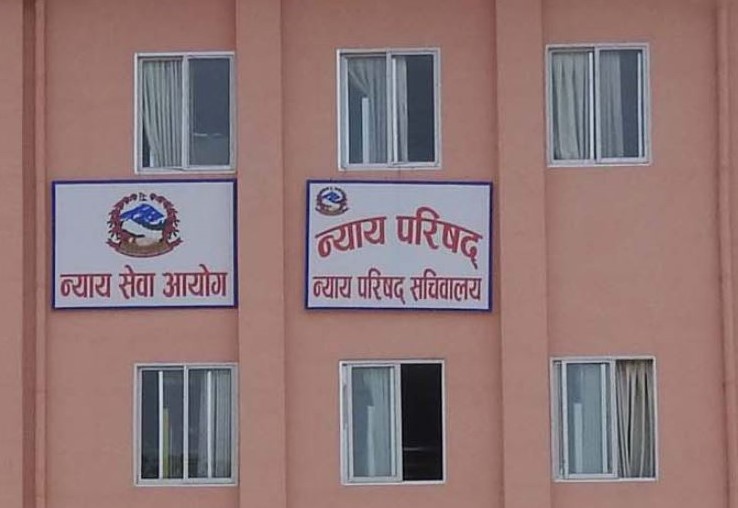 न्याय सेवा आयोग
न्याय परिषद्
न्याय परिषद् सचिवालय